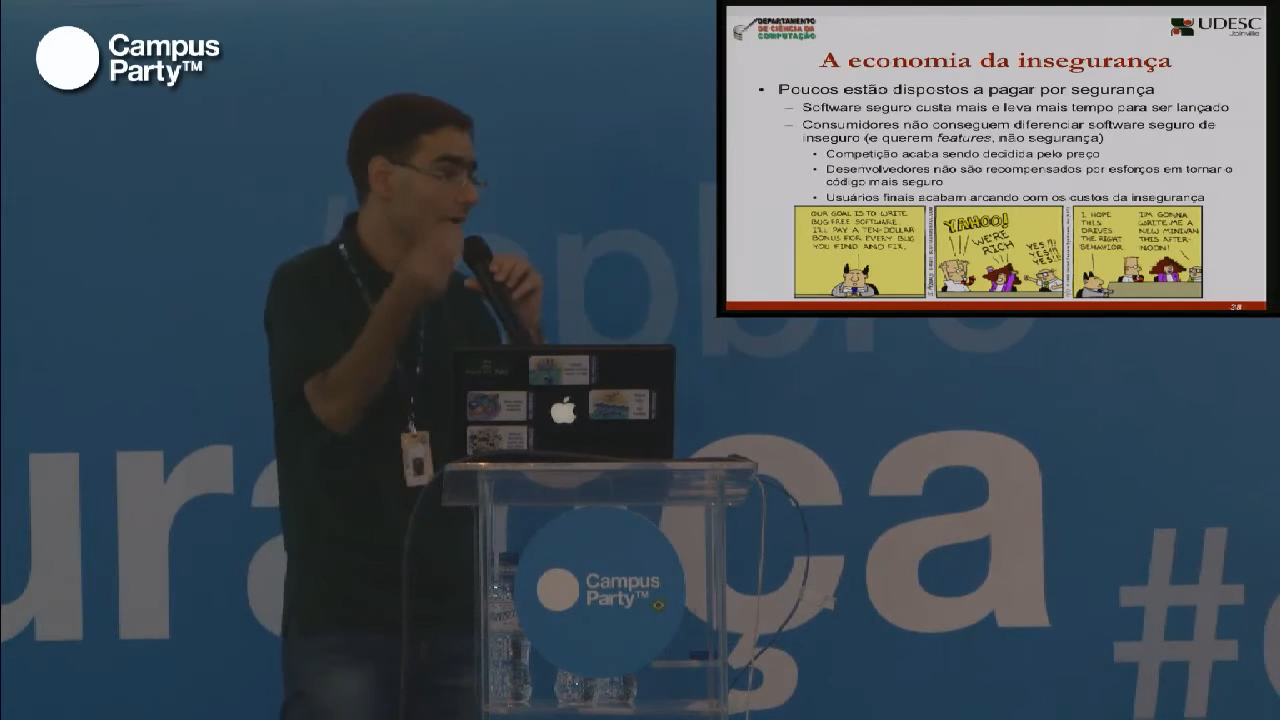 Campus
Party™
DEPARTAMENTO
DE CIÊNCIA DA
COMPUTAÇÃO
UDESC
Joinville
A economia da insegurança
• Poucos estão dispostos a pagar por segurança
– Software seguro custa mais e leva mais tempo para ser lançado
– Consumidores não conseguem diferenciar software seguro de
inseguro (e querem features, não segurança)
• Competição acaba sendo decidida pelo preço
• Desenvolvedores não são recompensados por esforços em tornar o
código mais seguro
• Usuários finais acabam arcando com os custos da insegurança
OUR GOAL IS TO WRITE
BUG-FREE SOFTWARE.
I'LL PAY A TEN-DOLLAR
BONUS FOR EVERY BUG
YOU FIND AND FIX.
YAHOO!
WE'RE
RICH
YES!!!
YES!!!
YES!!!
I HOPE
THIS
DRIVES
THE RIGHT
BEHAVIOR.
I'M GONNA
WRITE ME A
NEW MINIVAN
THIS AFTER-
NOON!
38
pbr
ura
ça
#
Campus
Party™